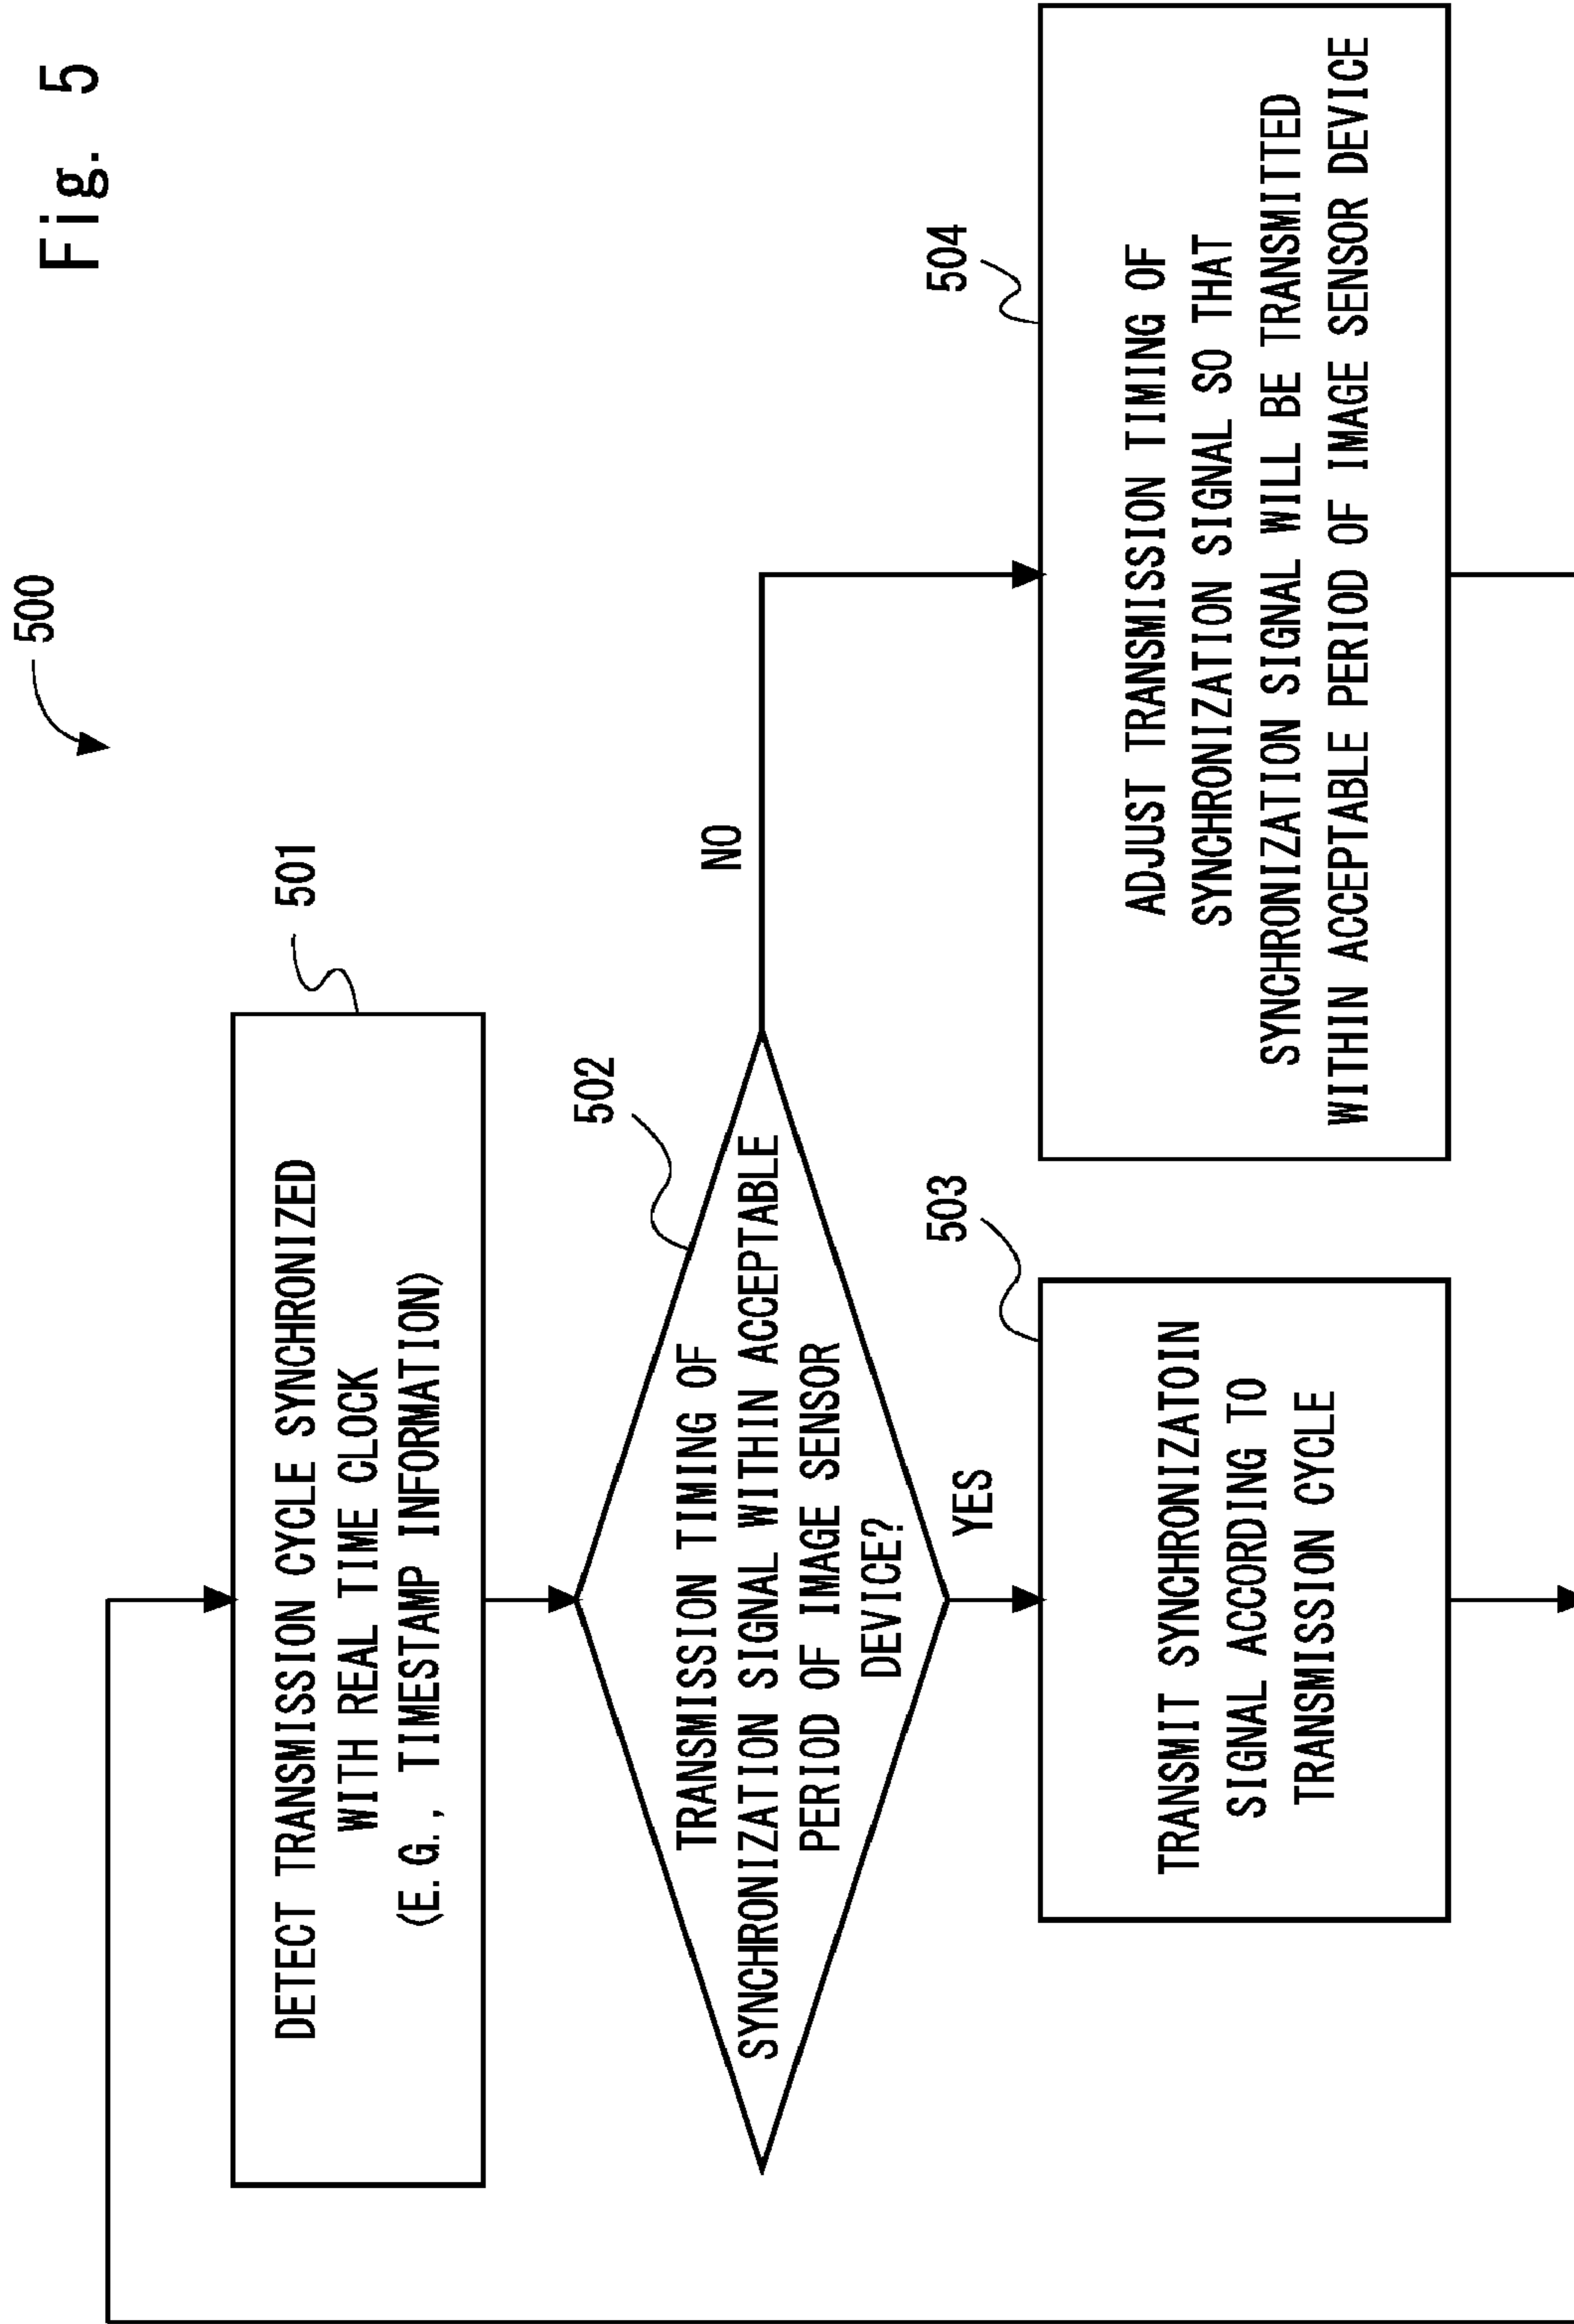 Fig. 5
500
501
DETECT TRANSMISSION CYCLE SYNCHRONIZED
WITH REAL TIME CLOCK
(E.G., TIMESTAMP INFORMATION)
502
TRANSMISSION TIMING OF
SYNCHRONIZATION SIGNAL WITHIN ACCEPTABLE
PERIOD OF IMAGE SENSOR
DEVICE?
NO
YES
503
TRANSMIT SYNCHRONIZATOIN
SIGNAL ACCORDING TO
TRANSMISSION CYCLE
504
ADJUST TRANSMISSION TIMING OF
SYNCHRONIZATION SIGNAL SO THAT
SYNCHRONIZATION SIGNAL WILL BE TRANSMITTED
WITHIN ACCEPTABLE PERIOD OF IMAGE SENSOR DEVICE